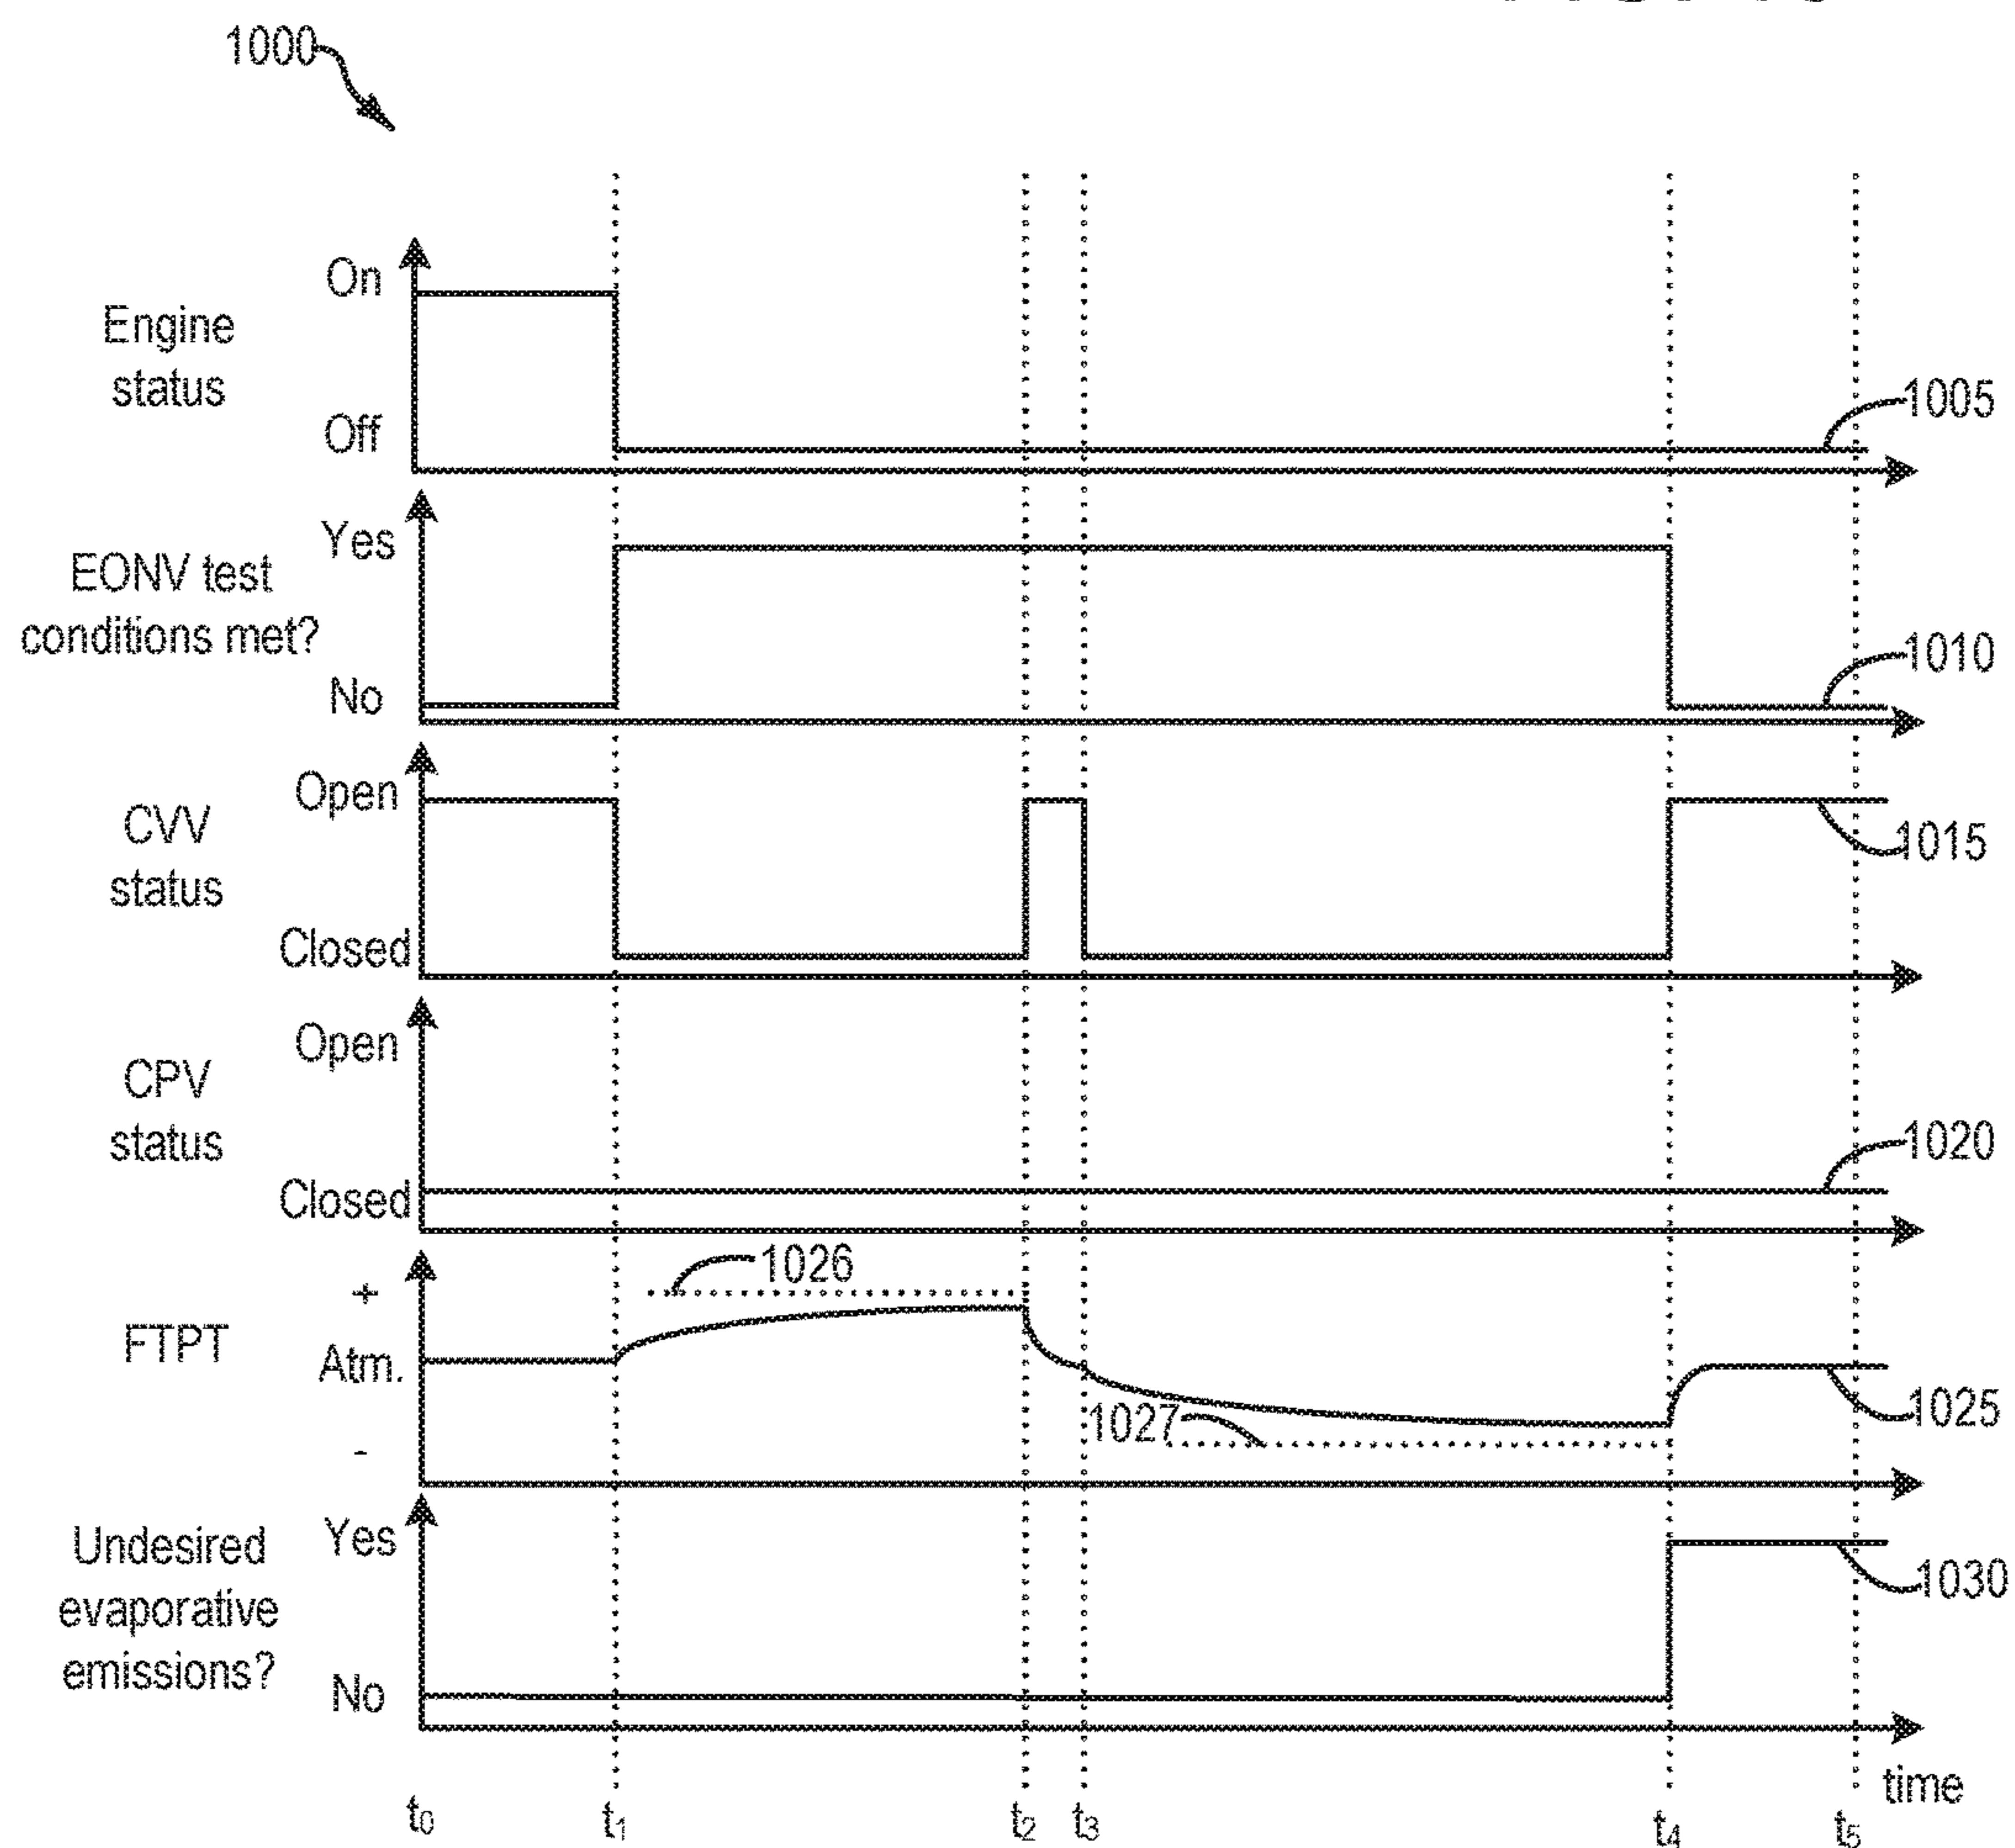 1000
On
Engine
status
Off
1005
Yes
EONV test
conditions met?
No
1010
Open
CVV
status
Closed
1015
Open
CPV
status
Closed
1020
+
1026
FTPT
Atm.
-
1027
1025
Yes
Undesired
evaporative
emissions?
No
1030
time
t0 t1 t2 t3 t4 t5